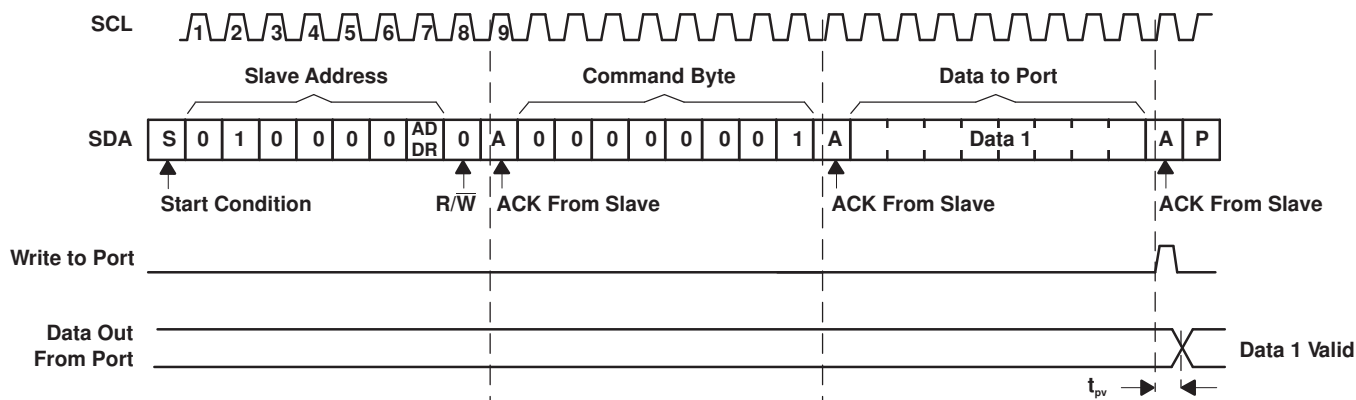 SCL 1 2 3 4 5 6 7 8 9
Slave Address Command Byte Data to Port
SDA S 0 1 0 0 0 0 AD DR 0 A 0 0 0 0 0 0 0 1 A Data 1 A P
Start Condition R/W̅ ACK From Slave ACK From Slave ACK From Slave
Write to Port
Data Out
From Port
Data 1 Valid
tpv